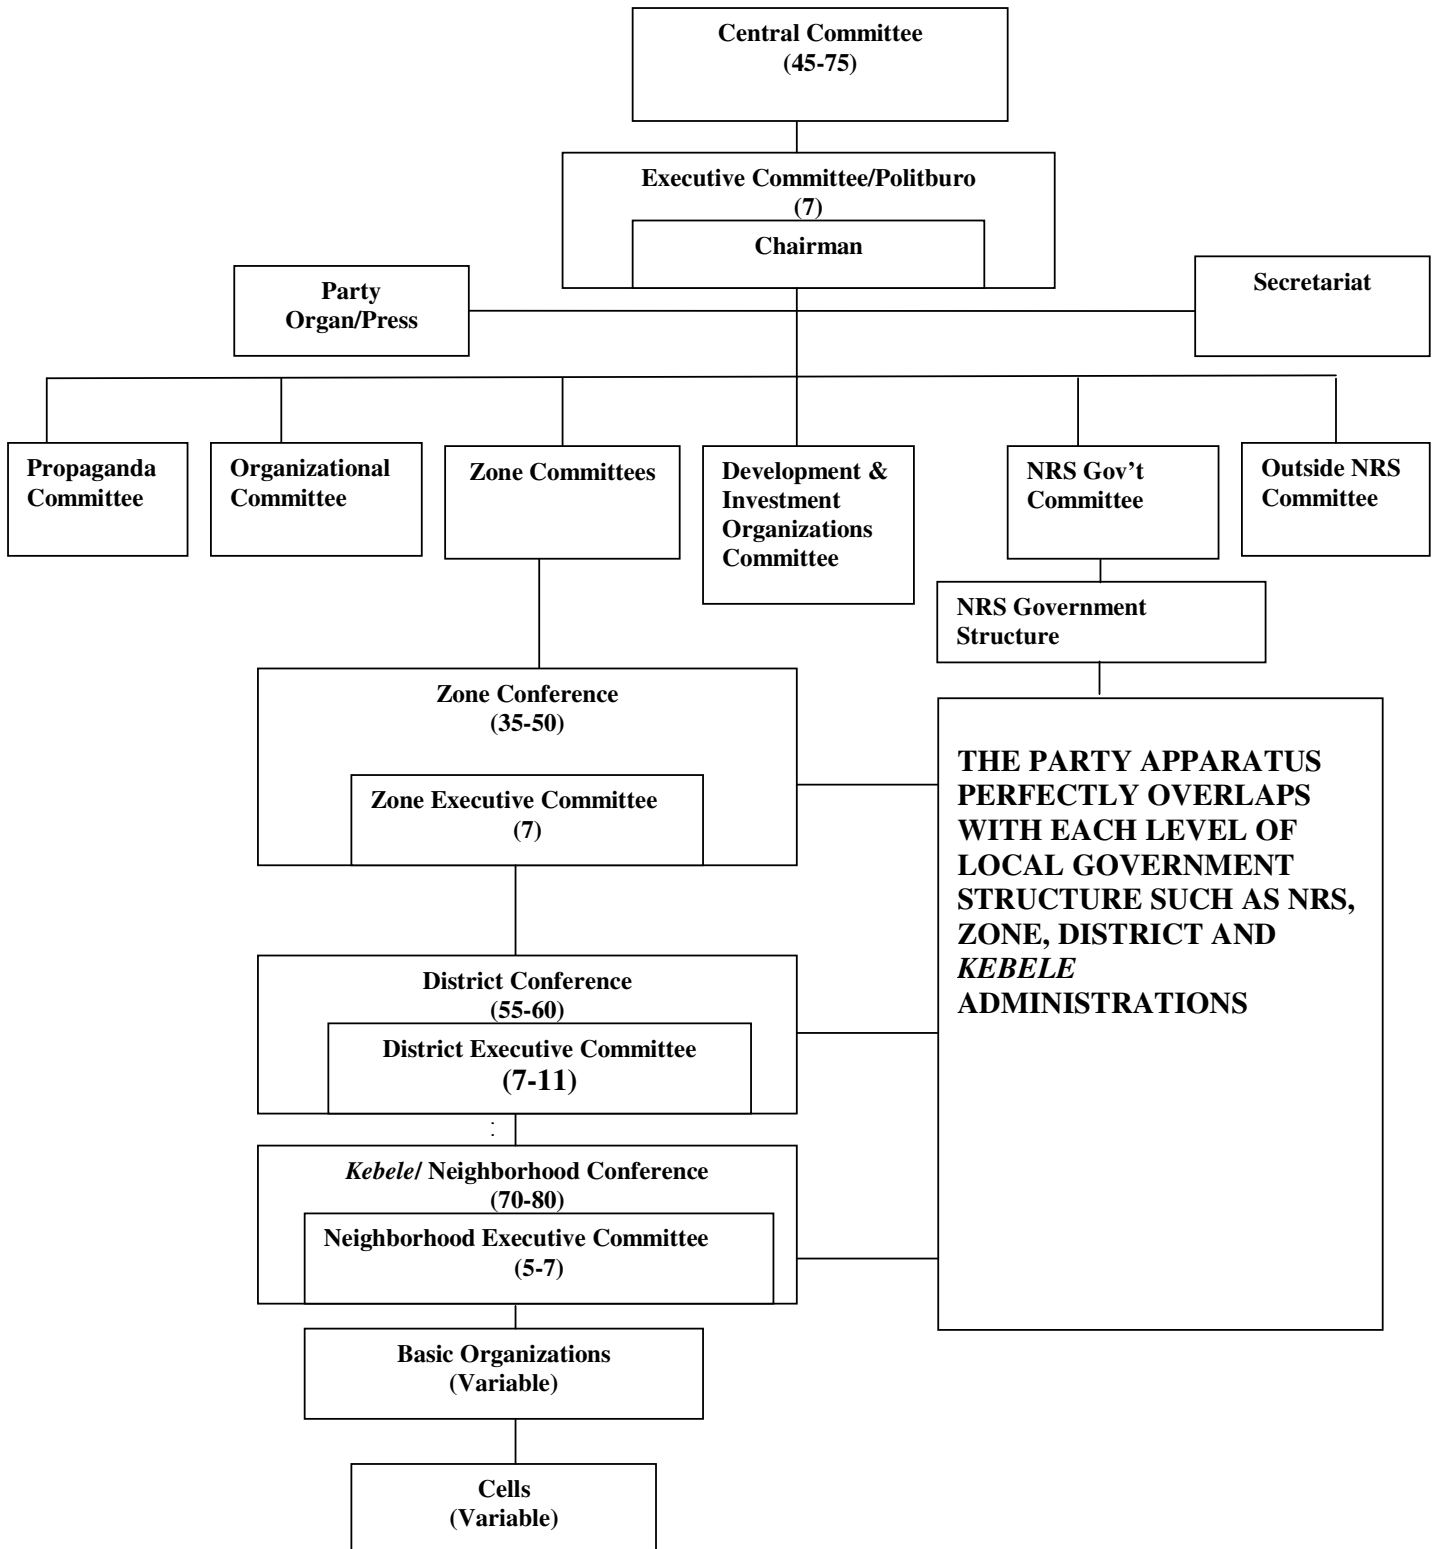 Central Committee
(45-75)
Executive Committee/Politburo
(7)
Chairman
Party
Organ/Press
Secretariat
Propaganda
Committee
Organizational
Committee
Zone Committees
Development &
Investment
Organizations
Committee
NRS Gov't
Committee
Outside NRS
Committee
NRS Government
Structure
Zone Conference
(35-50)
Zone Executive Committee
(7)
THE PARTY APPARATUS
PERFECTLY OVERLAPS
WITH EACH LEVEL OF
LOCAL GOVERNMENT
STRUCTURE SUCH AS NRS,
ZONE, DISTRICT AND
KEBELE
ADMINISTRATIONS
District Conference
(55-60)
District Executive Committee
(7-11)
:
Kebele/ Neighborhood Conference
(70-80)
Neighborhood Executive Committee
(5-7)
Basic Organizations
(Variable)
Cells
(Variable)